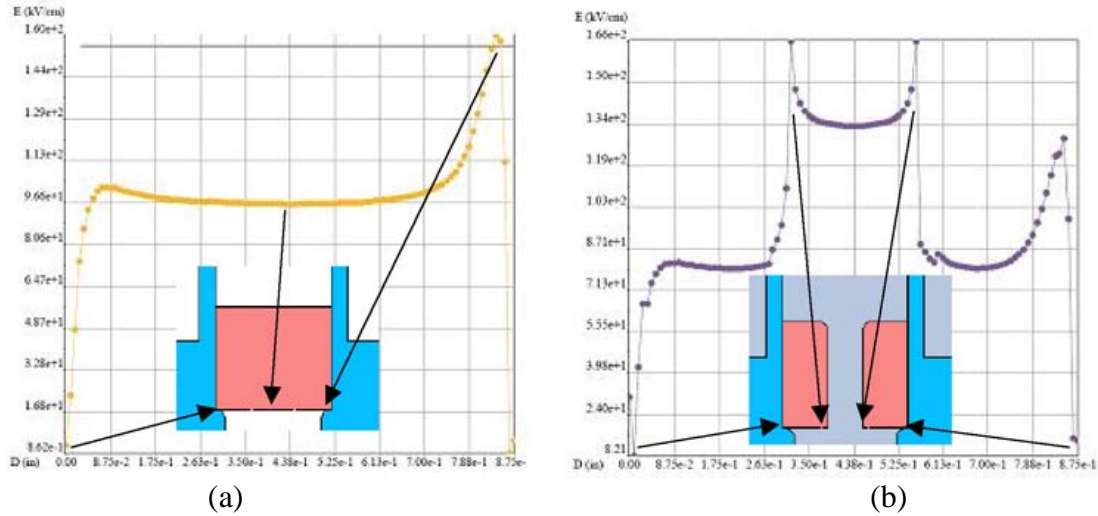 E (kV/cm)
1.60e+2
1.44e+2
1.29e+2
1.13e+2
9.66e+1
8.06e+1
6.47e+1
4.87e+1
3.28e+1
1.68e+1
8.62e-1
D (in) 0.00 8.75e-2 1.75e-1 2.63e-1 3.50e-1 4.38e-1 5.25e-1 6.13e-1 7.00e-1 7.88e-1 8.75e-
(a)
E (kV/cm)
1.66e+2
1.50e+2
1.34e+2
1.19e+2
1.03e+2
8.71e+1
7.13e+1
5.55e+1
3.98e+1
2.40e+1
8.21
D (in) 0.00 8.75e-2 1.75e-1 2.63e-1 3.50e-1 4.38e-1 5.25e-1 6.13e-1 7.00e-1 7.88e-1 8.75e-1
(b)